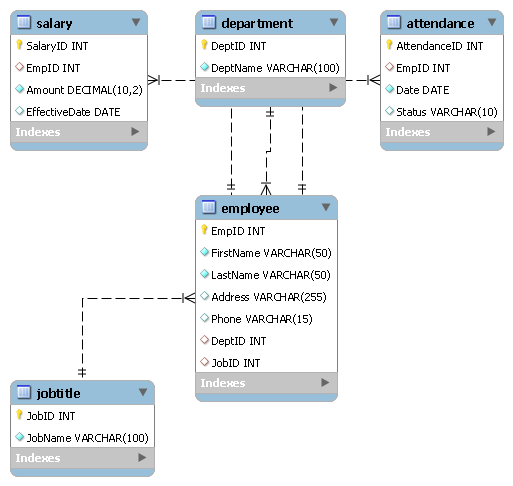 salary
SalaryID INT
EmpID INT
Amount DECIMAL(10,2)
EffectiveDate DATE
Indexes
department
DeptID INT
DeptName VARCHAR(100)
Indexes
attendance
AttendanceID INT
EmpID INT
Date DATE
Status VARCHAR(10)
Indexes
employee
EmpID INT
FirstName VARCHAR(50)
LastName VARCHAR(50)
Address VARCHAR(255)
Phone VARCHAR(15)
DeptID INT
JobID INT
Indexes
jobtitle
JobID INT
JobName VARCHAR(100)
Indexes